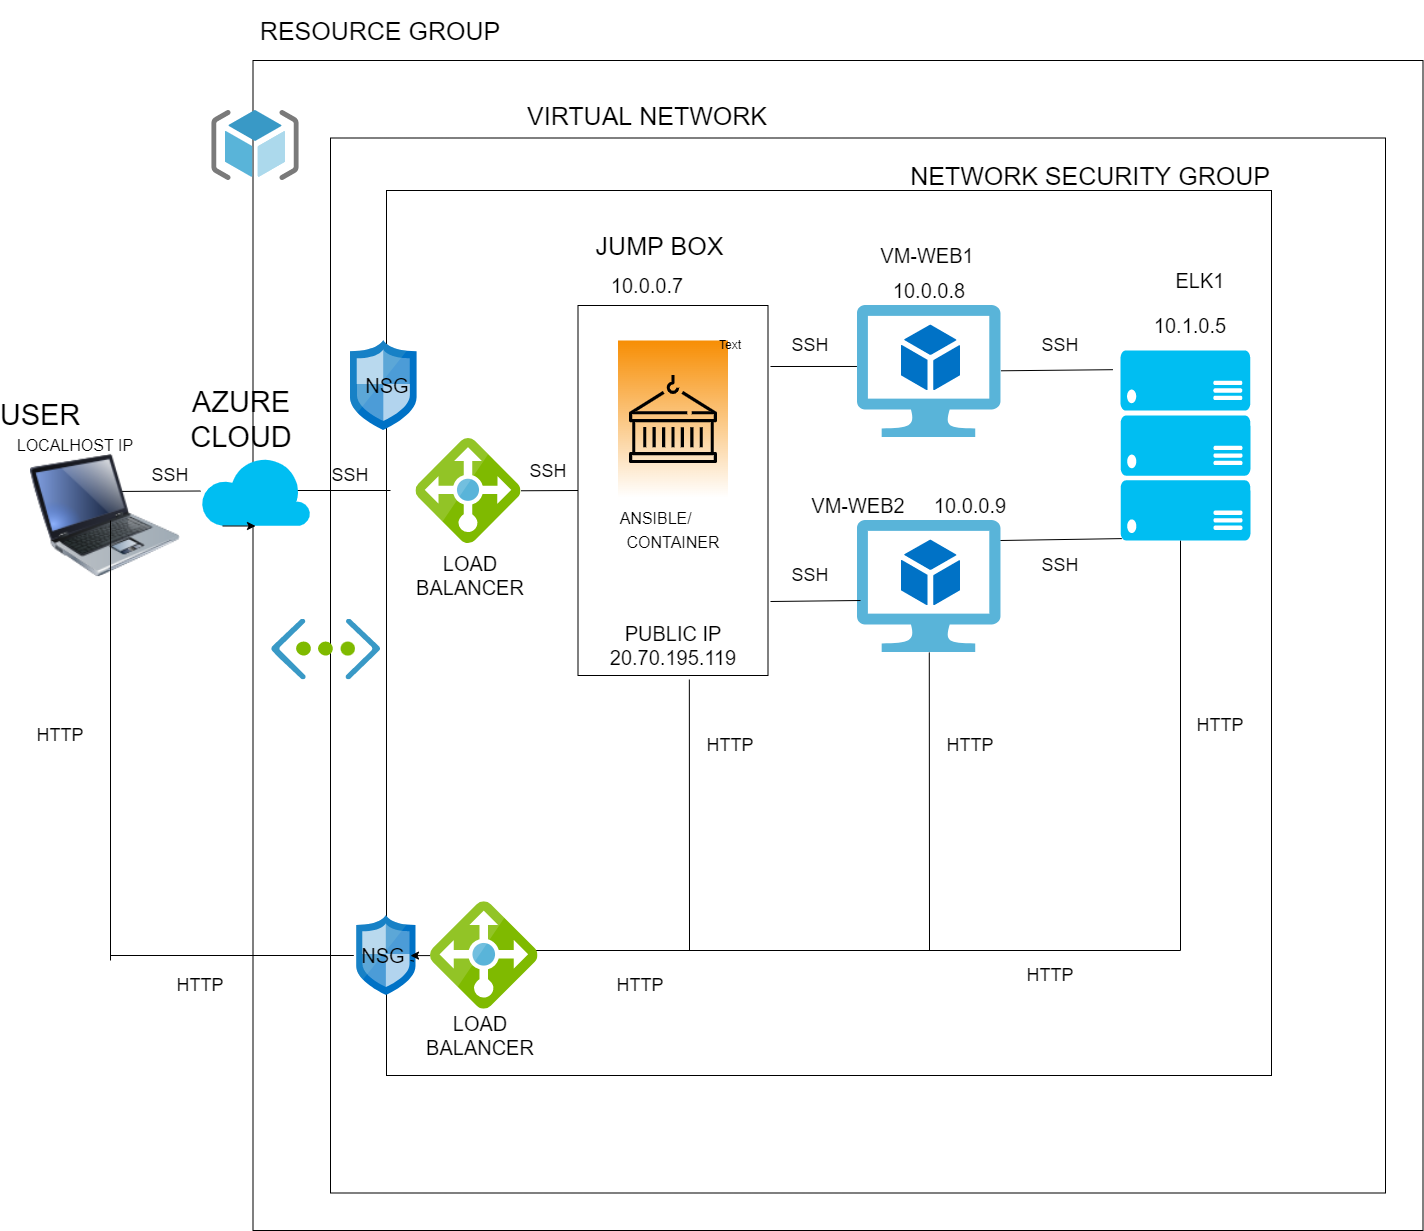 RESOURCE GROUP
VIRTUAL NETWORK
NETWORK SECURITY GROUP
JUMP BOX
10.0.0.7
VM-WEB1
10.0.0.8
ELK1
10.1.0.5
Text
SSH
SSH
NSG
USER
LOCALHOST IP
AZURE
CLOUD
SSH
SSH
SSH
VM-WEB2
10.0.0.9
ANSIBLE/
CONTAINER
LOAD
BALANCER
SSH
SSH
PUBLIC IP
20.70.195.119
HTTP
HTTP
HTTP
HTTP
NSG
HTTP
HTTP
HTTP
LOAD
BALANCER